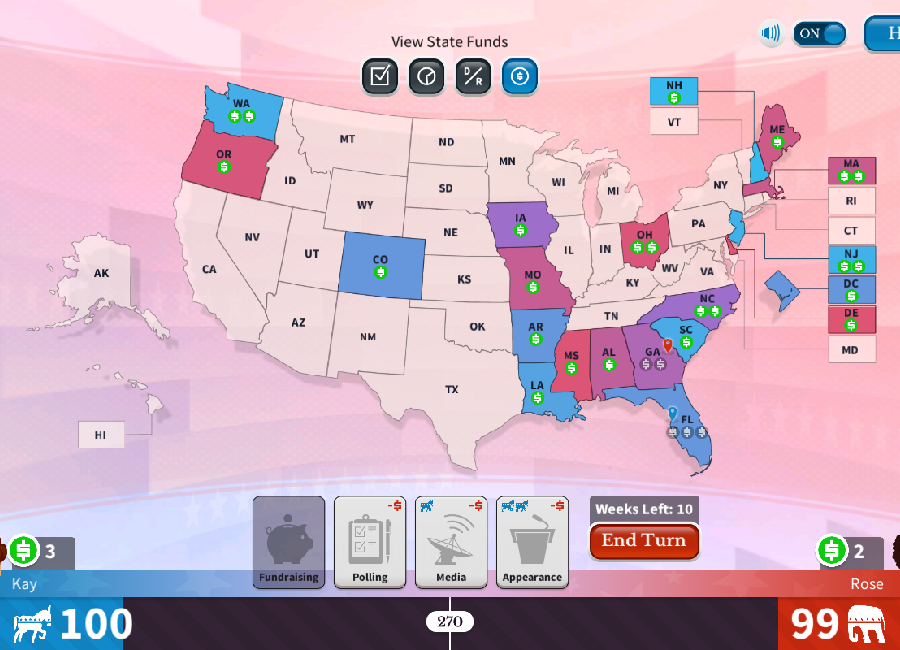 View State Funds
ON
H
D/R
WA
OR
MT
ID
WY
ND
SD
NE
MN
WI
MI
NH
VT
ME
NY
MA
RI
CT
NJ
DC
DE
MD
PA
NV
UT
CA
CO
KS
IA
IL
IN
OH
WV
VA
KY
MO
AK
AZ
NM
OK
TN
NC
AR
SC
MS
AL
GA
TX
LA
FL
HI
-$
-$
-$
Fundraising
Polling
Media
Appearance
Weeks Left: 10
End Turn
$ 3
$ 2
Kay
Rose
100
270
99